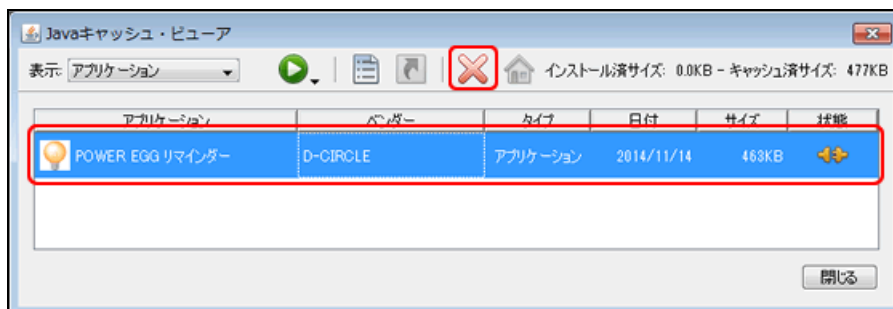 Javaキャッシュ・ビューア
表示: アプリケーション インストール済サイズ: 0.0KB - キャッシュ済サイズ: 477KB
アプリケーション ベンダー タイプ 日付 サイズ 状態
POWER EGG リマインダー D-CIRCLE アプリケーション 2014/11/14 463KB
閉じる